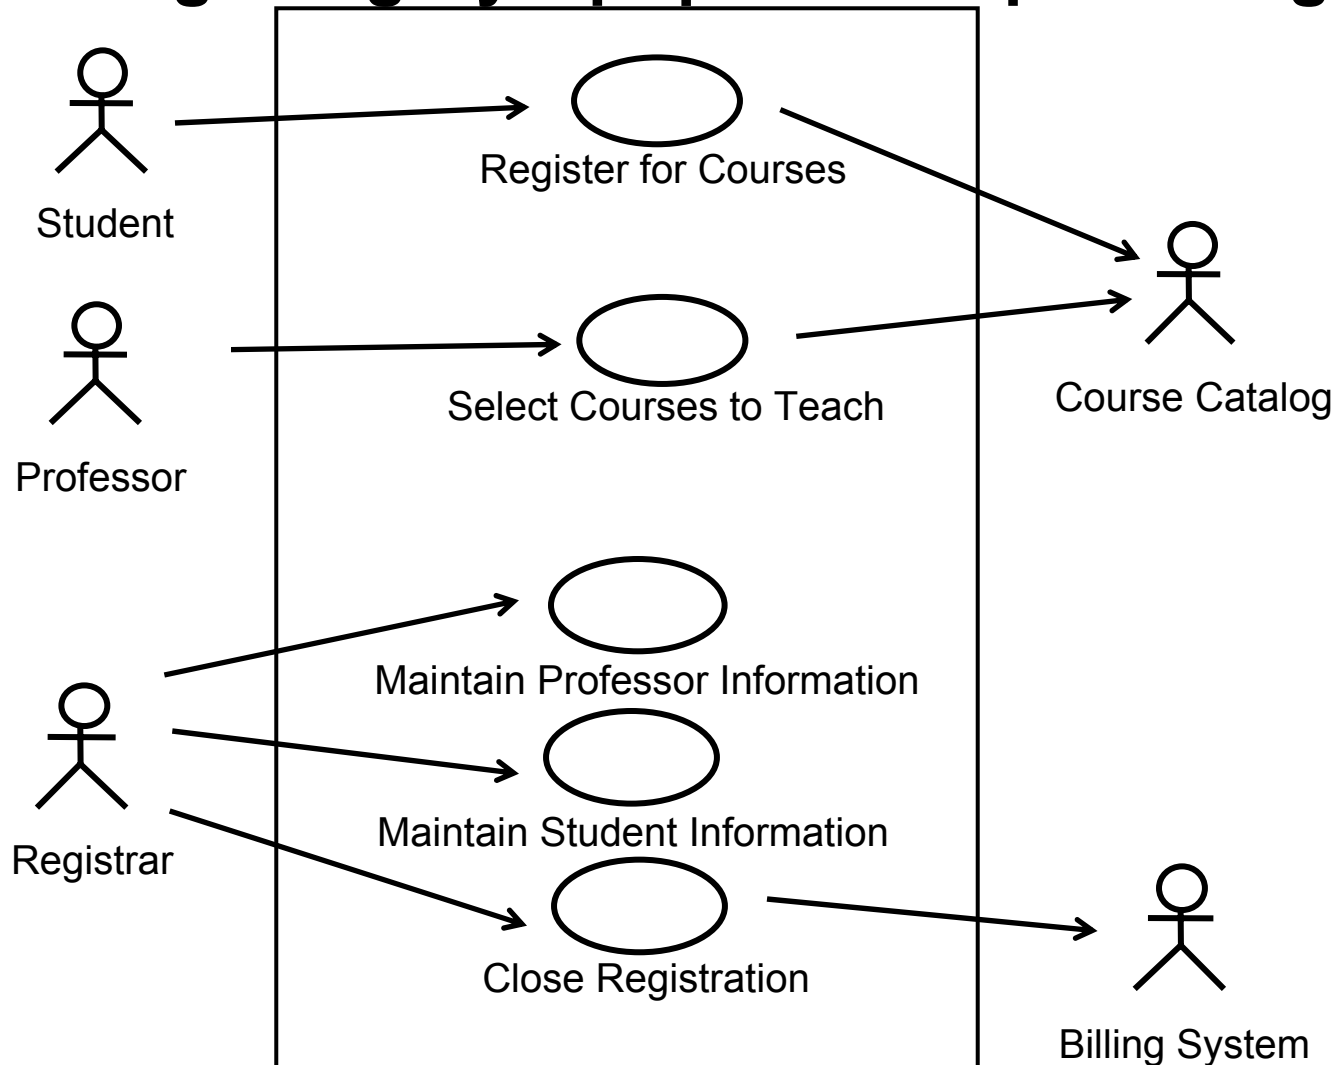 Register for Courses
Student
Course Catalog
Select Courses to Teach
Professor
Maintain Professor Information
Maintain Student Information
Registrar
Close Registration
Billing System